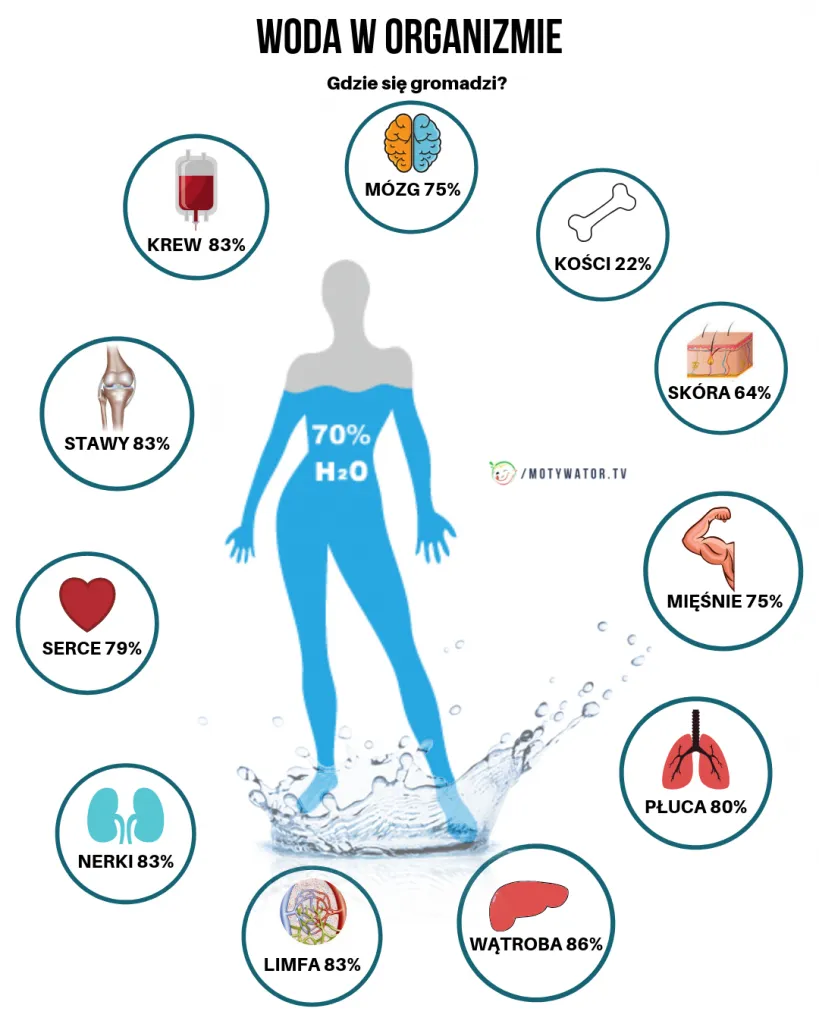 WODA W ORGANIZMIE
Gdzie się gromadzi?
MÓZG 75%
KREW 83%
KOŚCI 22%
SKÓRA 64%
STAWY 83%
70%
H₂O
/MOTYWATOR.TV
MIĘŚNIE 75%
SERCE 79%
PŁUCA 80%
NERKI 83%
WĄTROBA 86%
LIMFA 83%